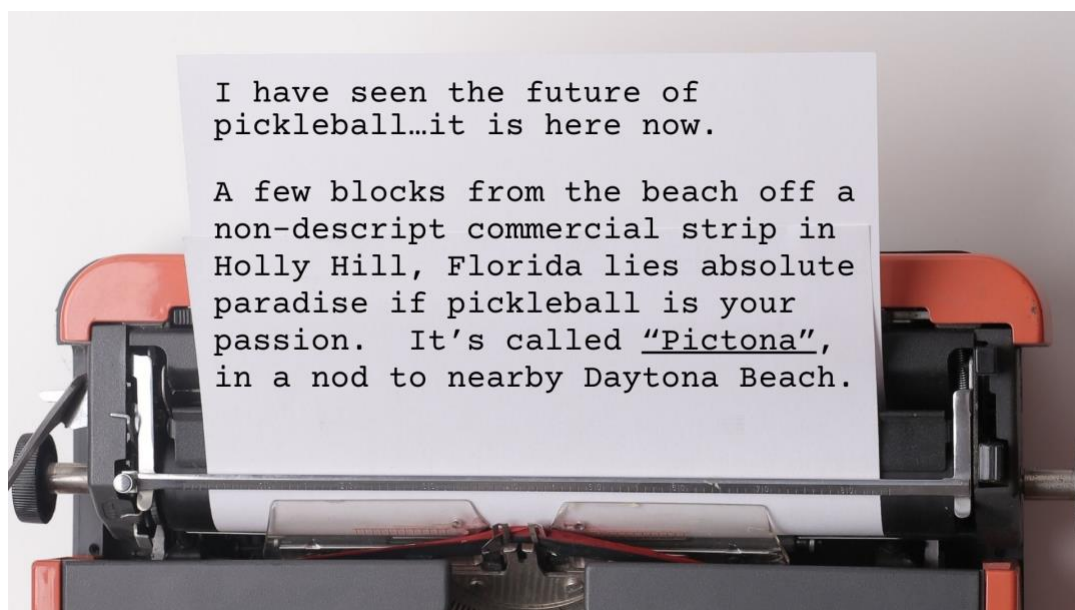 I have seen the future of
pickleball…it is here now.
A few blocks from the beach off a
non-descript commercial strip in
Holly Hill, Florida lies absolute
paradise if pickleball is your
passion.  It’s called “Pictona”,
in a nod to nearby Daytona Beach.